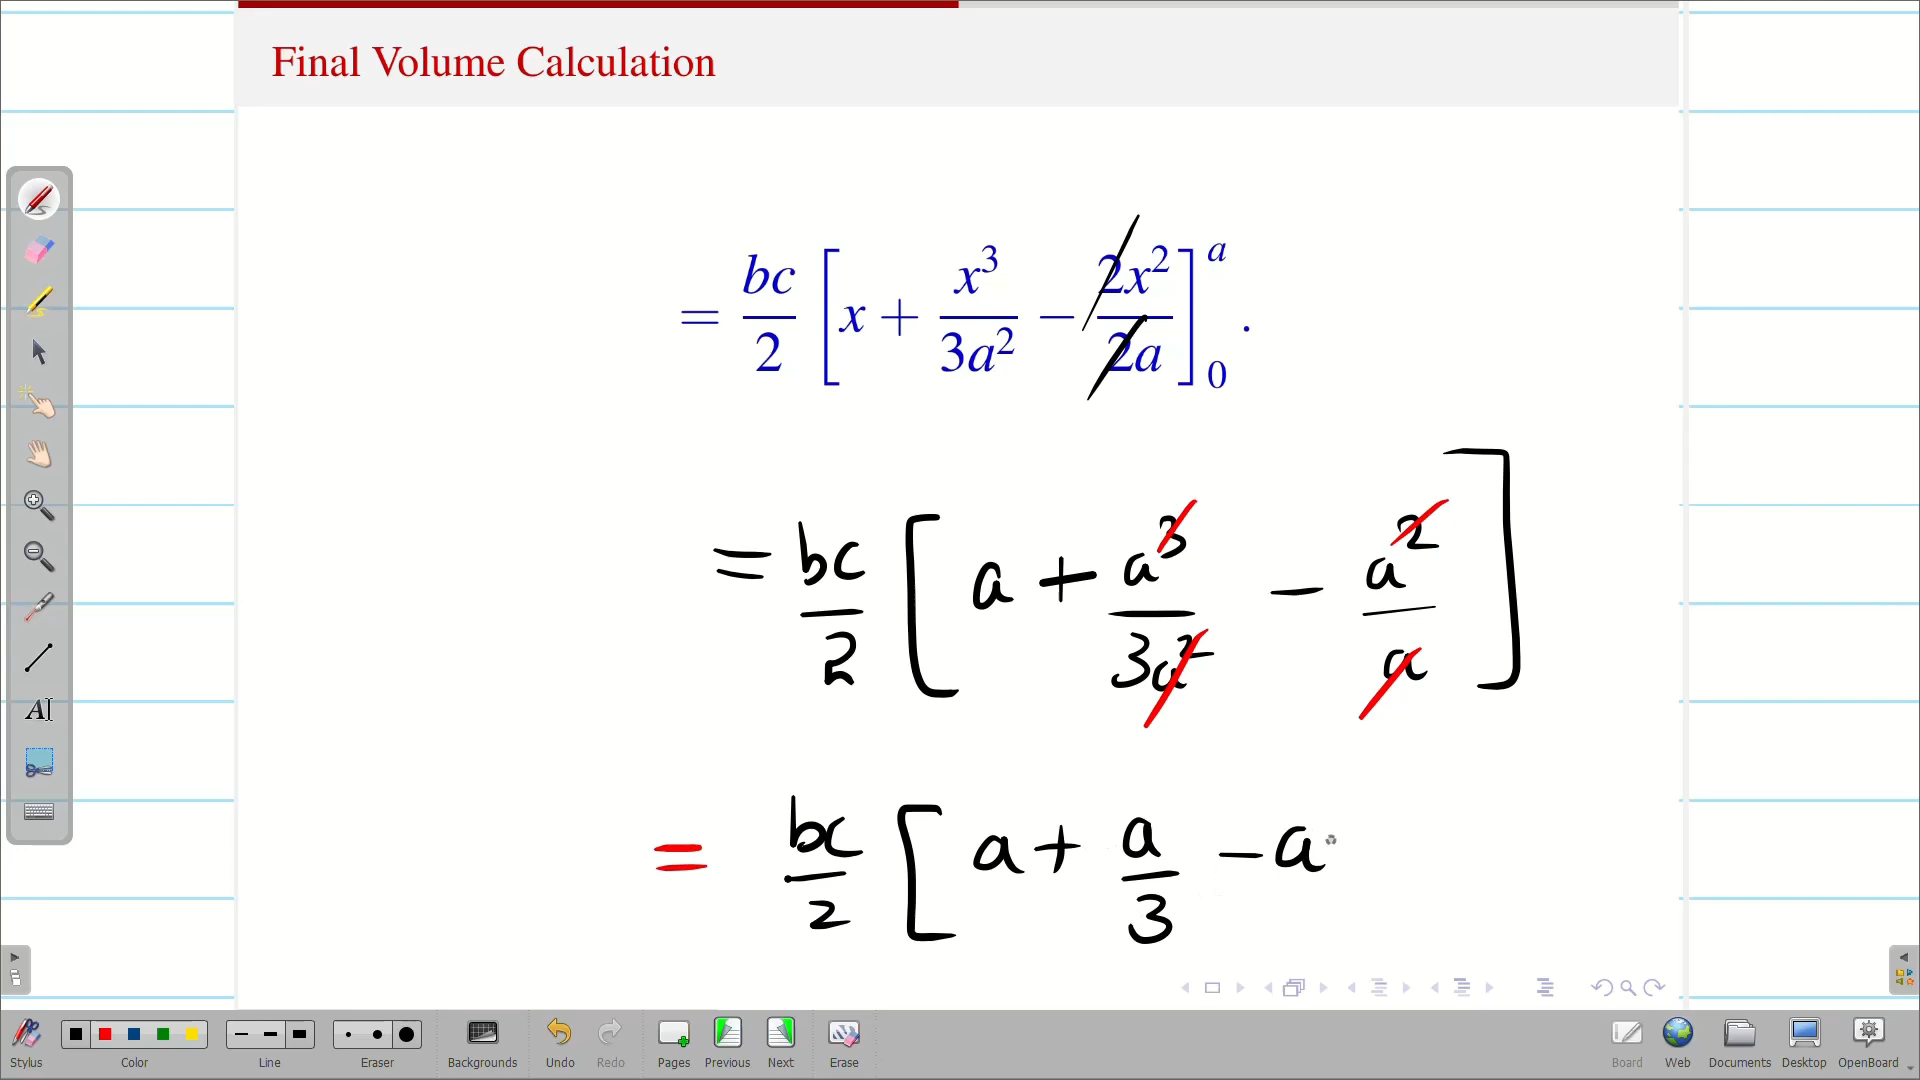 Final Volume Calculation
= bc/2 [x + x³/3a² − 2x²/2a]₀ᵃ .
= bc/2 [a + a³/3a² − a²/a]
= bc/2 [a + a/3 − a
Stylus Color Line Eraser Backgrounds Undo Redo Pages Previous Next Erase Board Web Documents Desktop OpenBoard